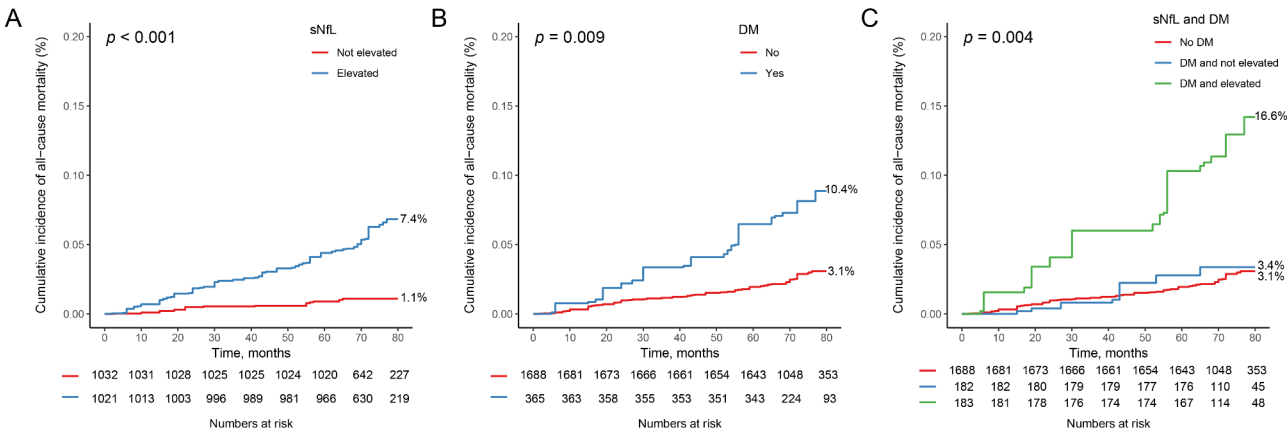 A
p < 0.001
sNfL
Not elevated
Elevated
Cumulative incidence of all−cause mortality (%)
0.20
0.15
0.10
0.05
0.00
7.4%
1.1%
0 10 20 30 40 50 60 70 80
Time, months
1032 1031 1028 1025 1025 1024 1020 642 227
1021 1013 1003 996 989 981 966 630 219
Numbers at risk
B
p = 0.009
DM
No
Yes
Cumulative incidence of all−cause mortality (%)
0.20
0.15
0.10
0.05
0.00
10.4%
3.1%
0 10 20 30 40 50 60 70 80
Time, months
1688 1681 1673 1666 1661 1654 1643 1048 353
365 363 358 355 353 351 343 224 93
Numbers at risk
C
p = 0.004
sNfL and DM
No DM
DM and not elevated
DM and elevated
Cumulative incidence of all−cause mortality (%)
0.20
0.15
0.10
0.05
0.00
16.6%
3.4%
3.1%
0 10 20 30 40 50 60 70 80
Time, months
1688 1681 1673 1666 1661 1654 1643 1048 353
182 182 180 179 179 177 176 110 45
183 181 178 176 174 174 167 114 48
Numbers at risk